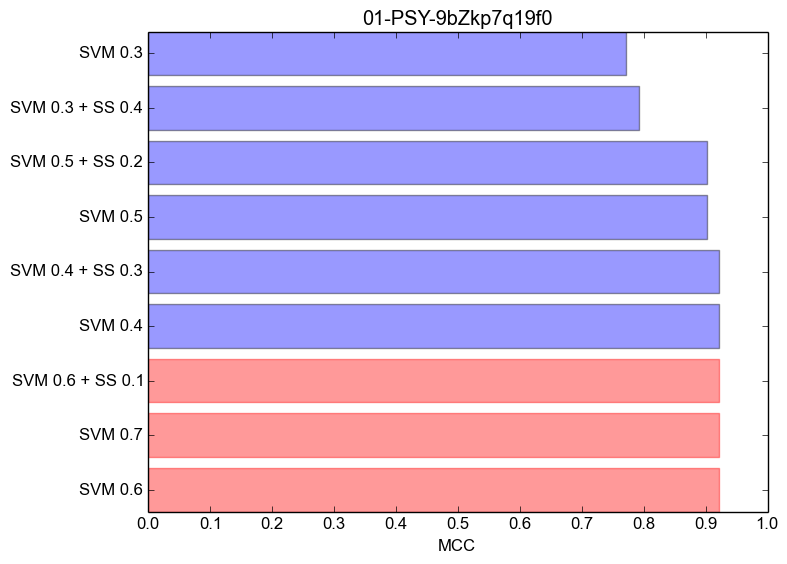 01-PSY-9bZkp7q19f0
SVM 0.3
SVM 0.3 + SS 0.4
SVM 0.5 + SS 0.2
SVM 0.5
SVM 0.4 + SS 0.3
SVM 0.4
SVM 0.6 + SS 0.1
SVM 0.7
SVM 0.6
0.0 0.1 0.2 0.3 0.4 0.5 0.6 0.7 0.8 0.9 1.0
MCC